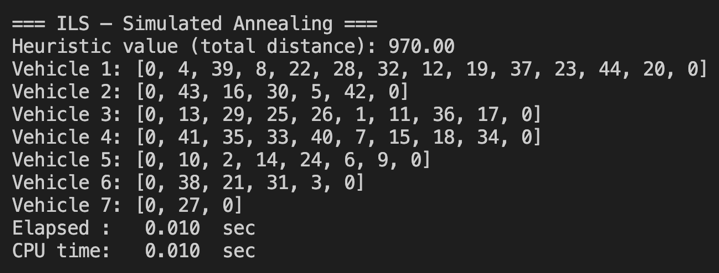 === ILS – Simulated Annealing ===
Heuristic value (total distance): 970.00
Vehicle 1: [0, 4, 39, 8, 22, 28, 32, 12, 19, 37, 23, 44, 20, 0]
Vehicle 2: [0, 43, 16, 30, 5, 42, 0]
Vehicle 3: [0, 13, 29, 25, 26, 1, 11, 36, 17, 0]
Vehicle 4: [0, 41, 35, 33, 40, 7, 15, 18, 34, 0]
Vehicle 5: [0, 10, 2, 14, 24, 6, 9, 0]
Vehicle 6: [0, 38, 21, 31, 3, 0]
Vehicle 7: [0, 27, 0]
Elapsed :   0.010  sec
CPU time:   0.010  sec